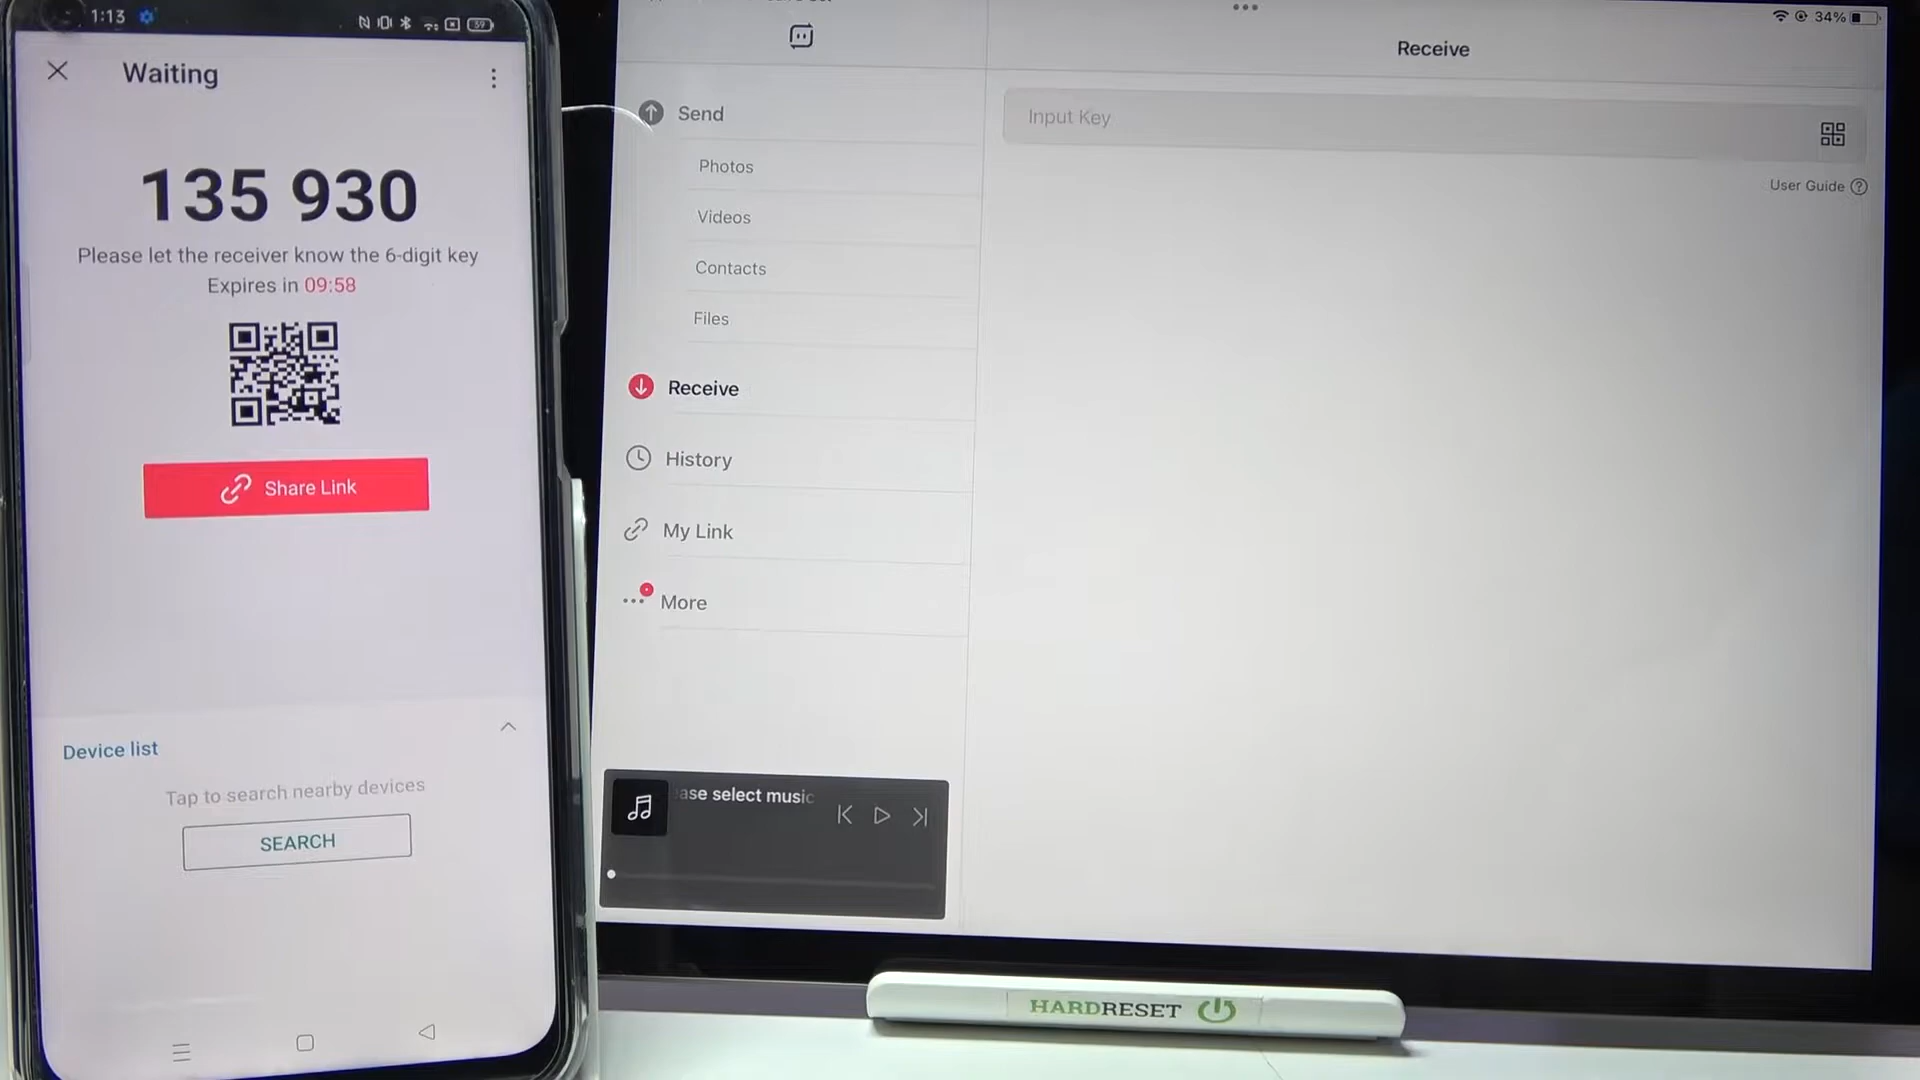 1:13
59
Waiting
135 930
Please let the receiver know the 6-digit key
Expires in 09:58
Share Link
Device list
Tap to search nearby devices
SEARCH
34%
Receive
Send
Photos
Videos
Contacts
Files
Receive
History
My Link
More
ase select music
Input Key
User Guide ?
HARDRESET